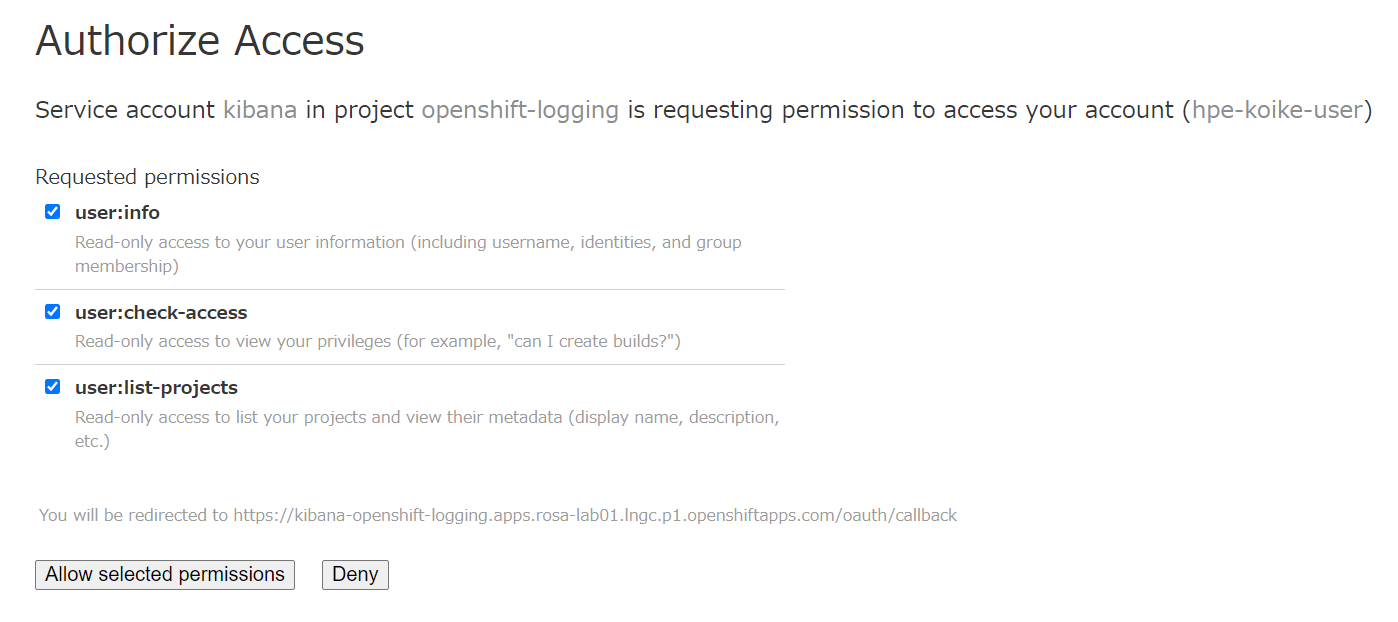 Authorize Access
Service account kibana in project openshift-logging is requesting permission to access your account (hpe-koike-user)
Requested permissions
user:info
Read-only access to your user information (including username, identities, and group
membership)
user:check-access
Read-only access to view your privileges (for example, "can I create builds?")
user:list-projects
Read-only access to list your projects and view their metadata (display name, description,
etc.)
You will be redirected to https://kibana-openshift-logging.apps.rosa-lab01.lngc.p1.openshiftapps.com/oauth/callback
Allow selected permissions Deny